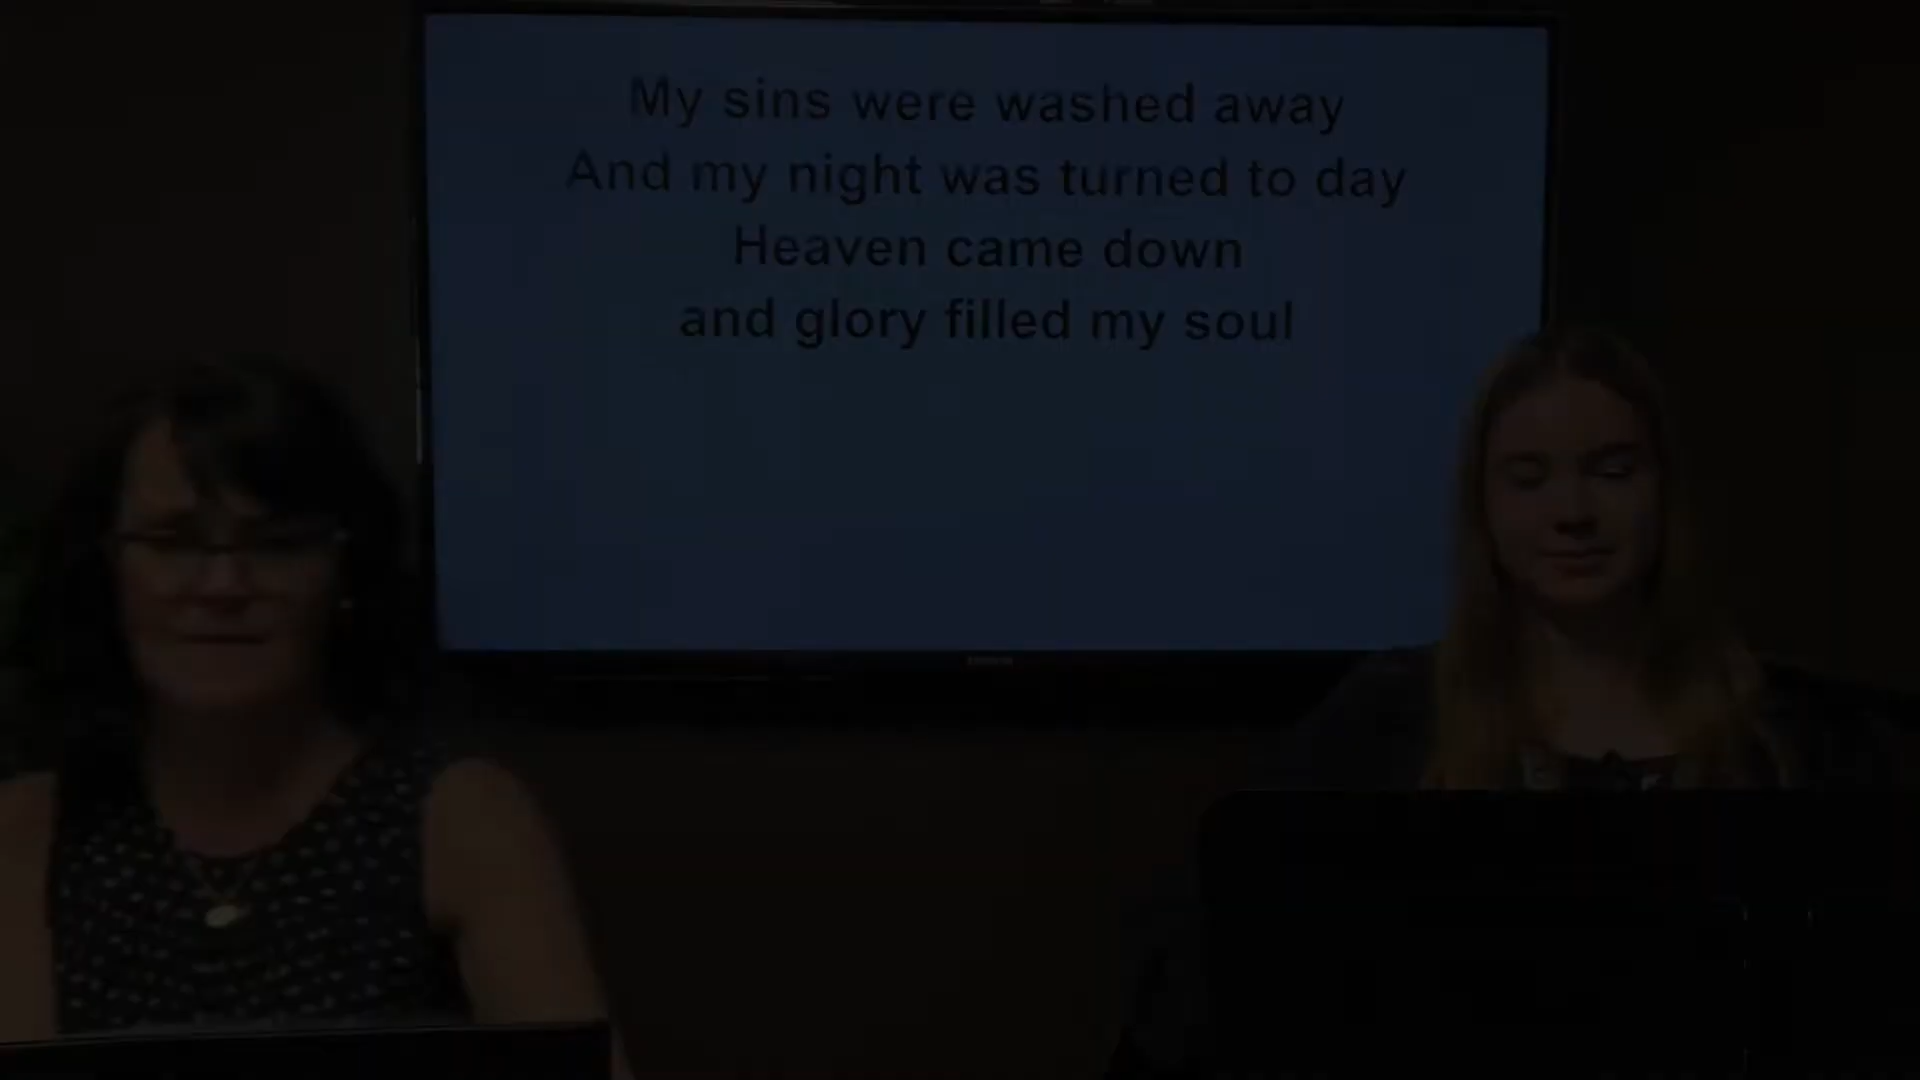 My sins were washed away
And my night was turned to day
Heaven came down
and glory filled my soul